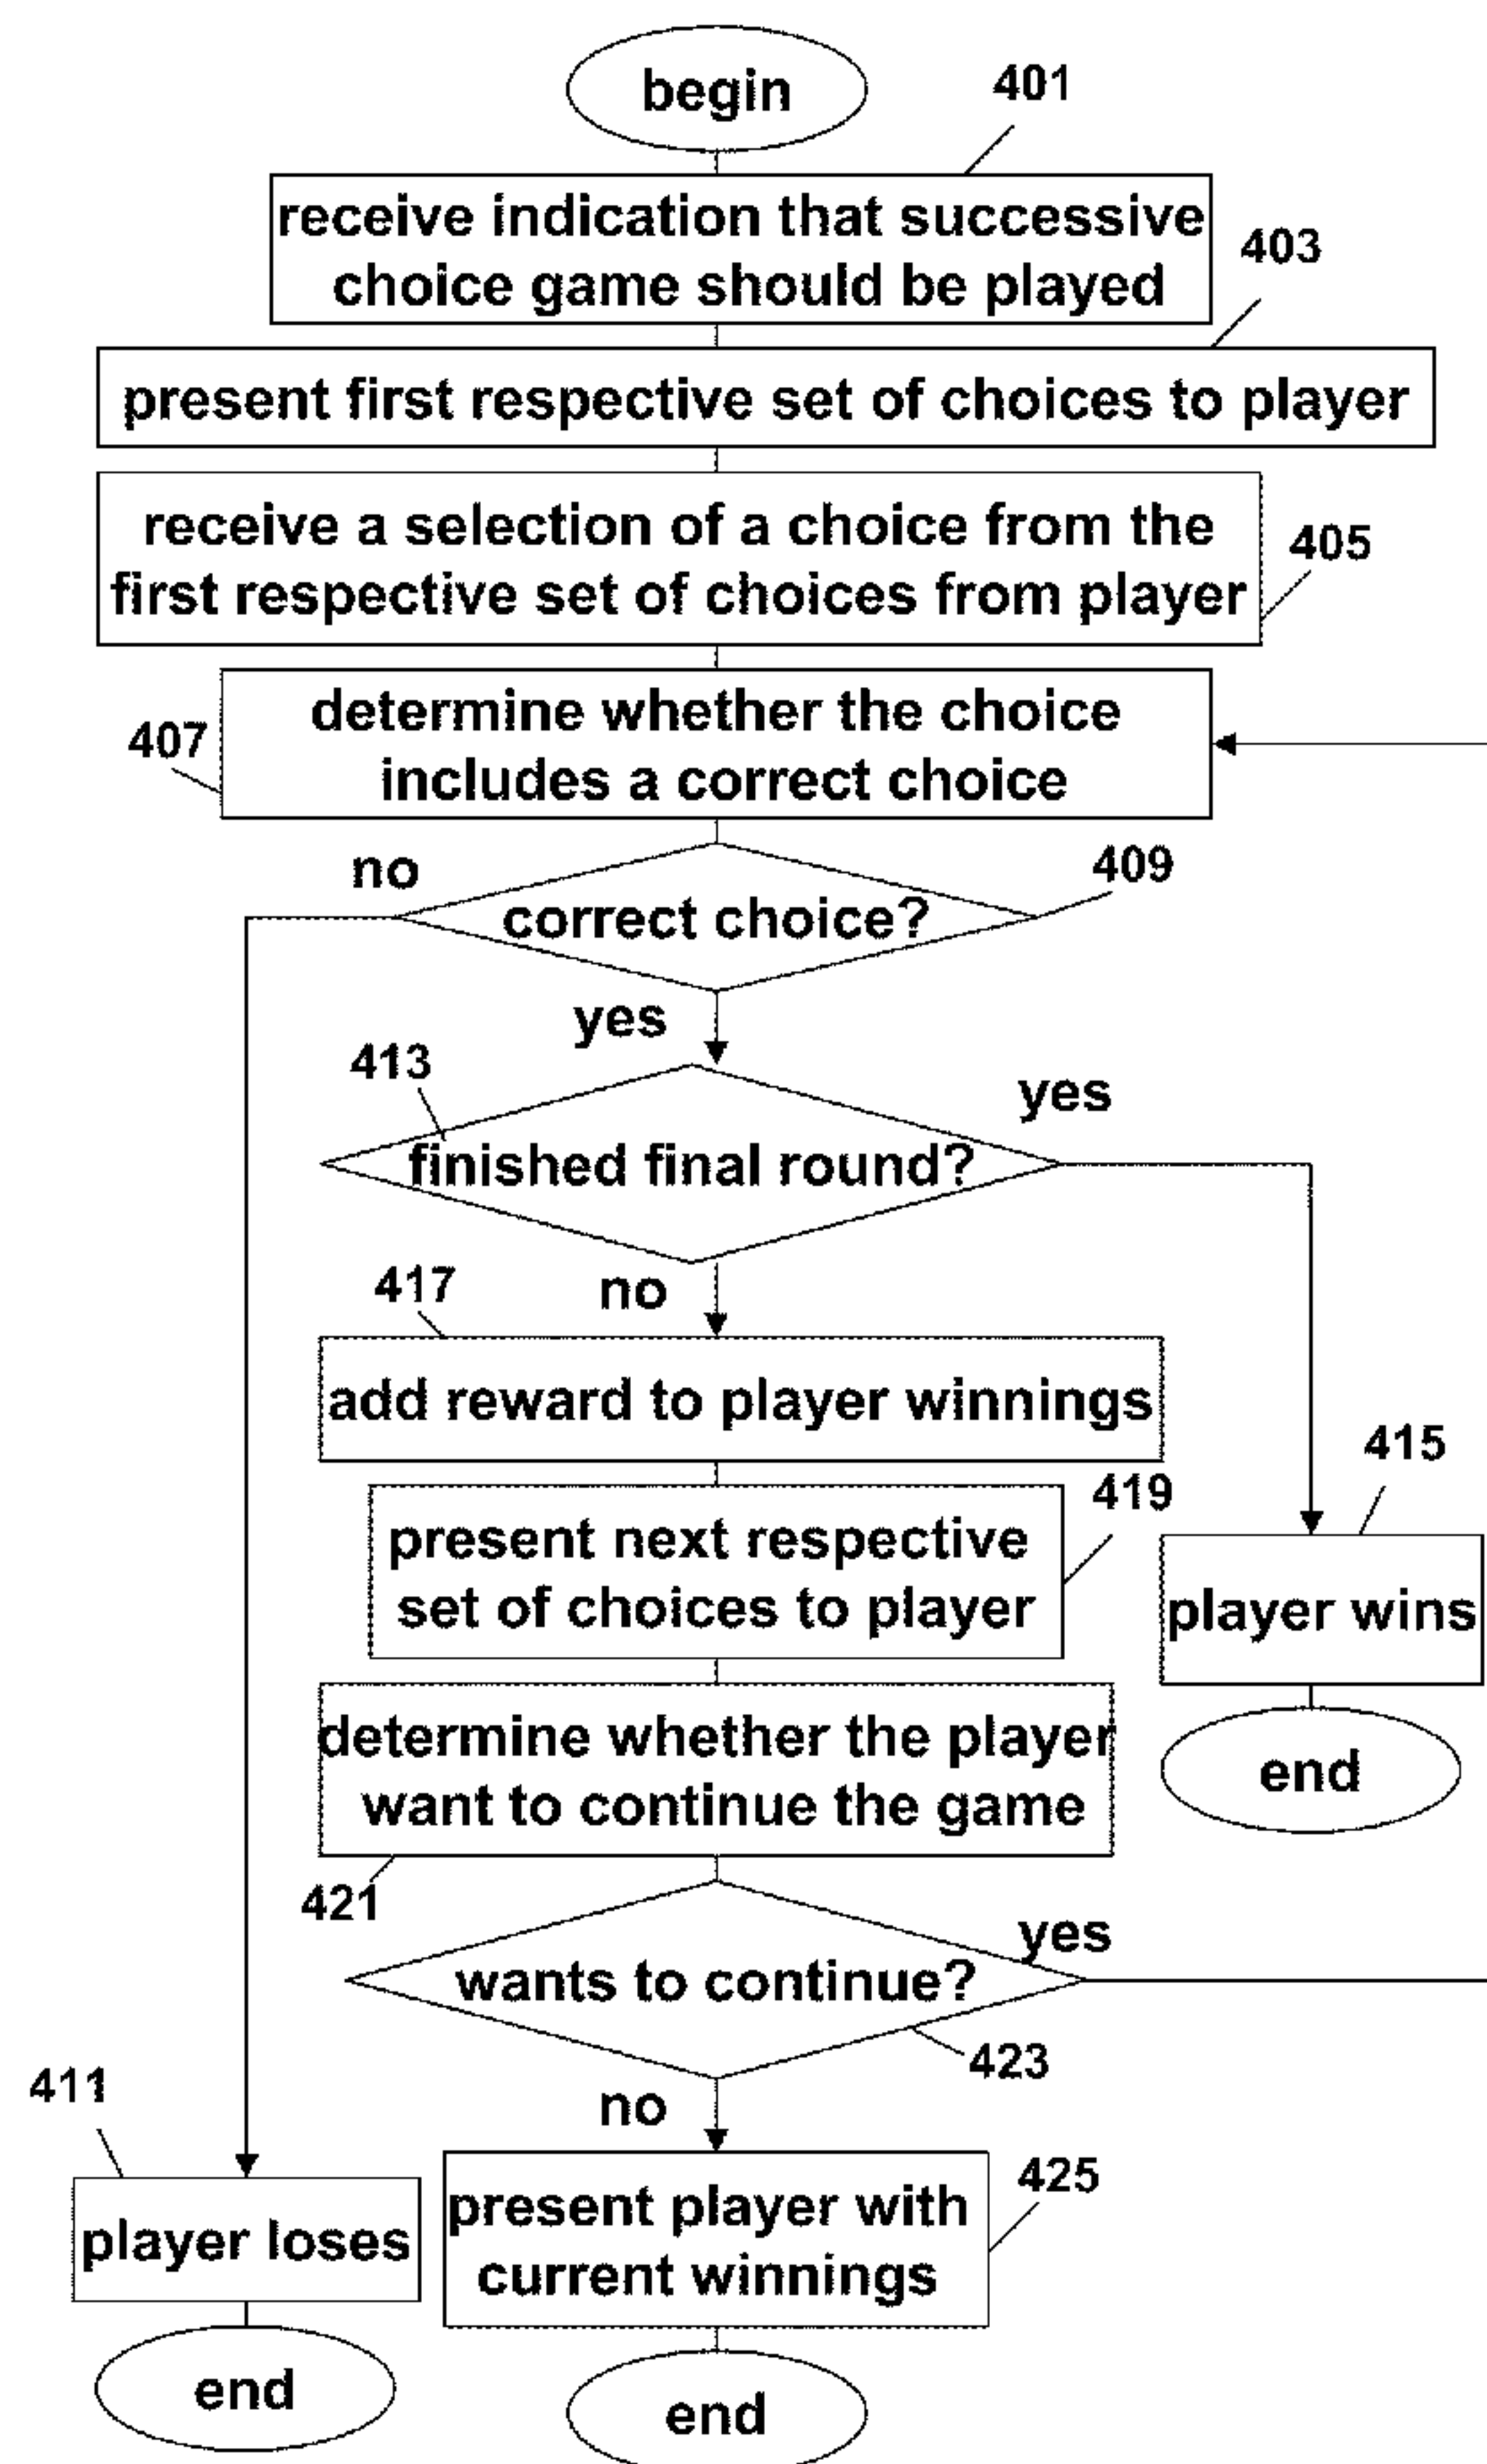 begin
401
receive indication that successive
choice game should be played
403
present first respective set of choices to player
receive a selection of a choice from the
first respective set of choices from player
405
determine whether the choice
includes a correct choice
407
no
409
correct choice?
yes
413
yes
finished final round?
417
no
add reward to player winnings
415
419
present next respective
set of choices to player
player wins
determine whether the player
want to continue the game
end
421
yes
wants to continue?
423
411
no
425
present player with
current winnings
player loses
end
end